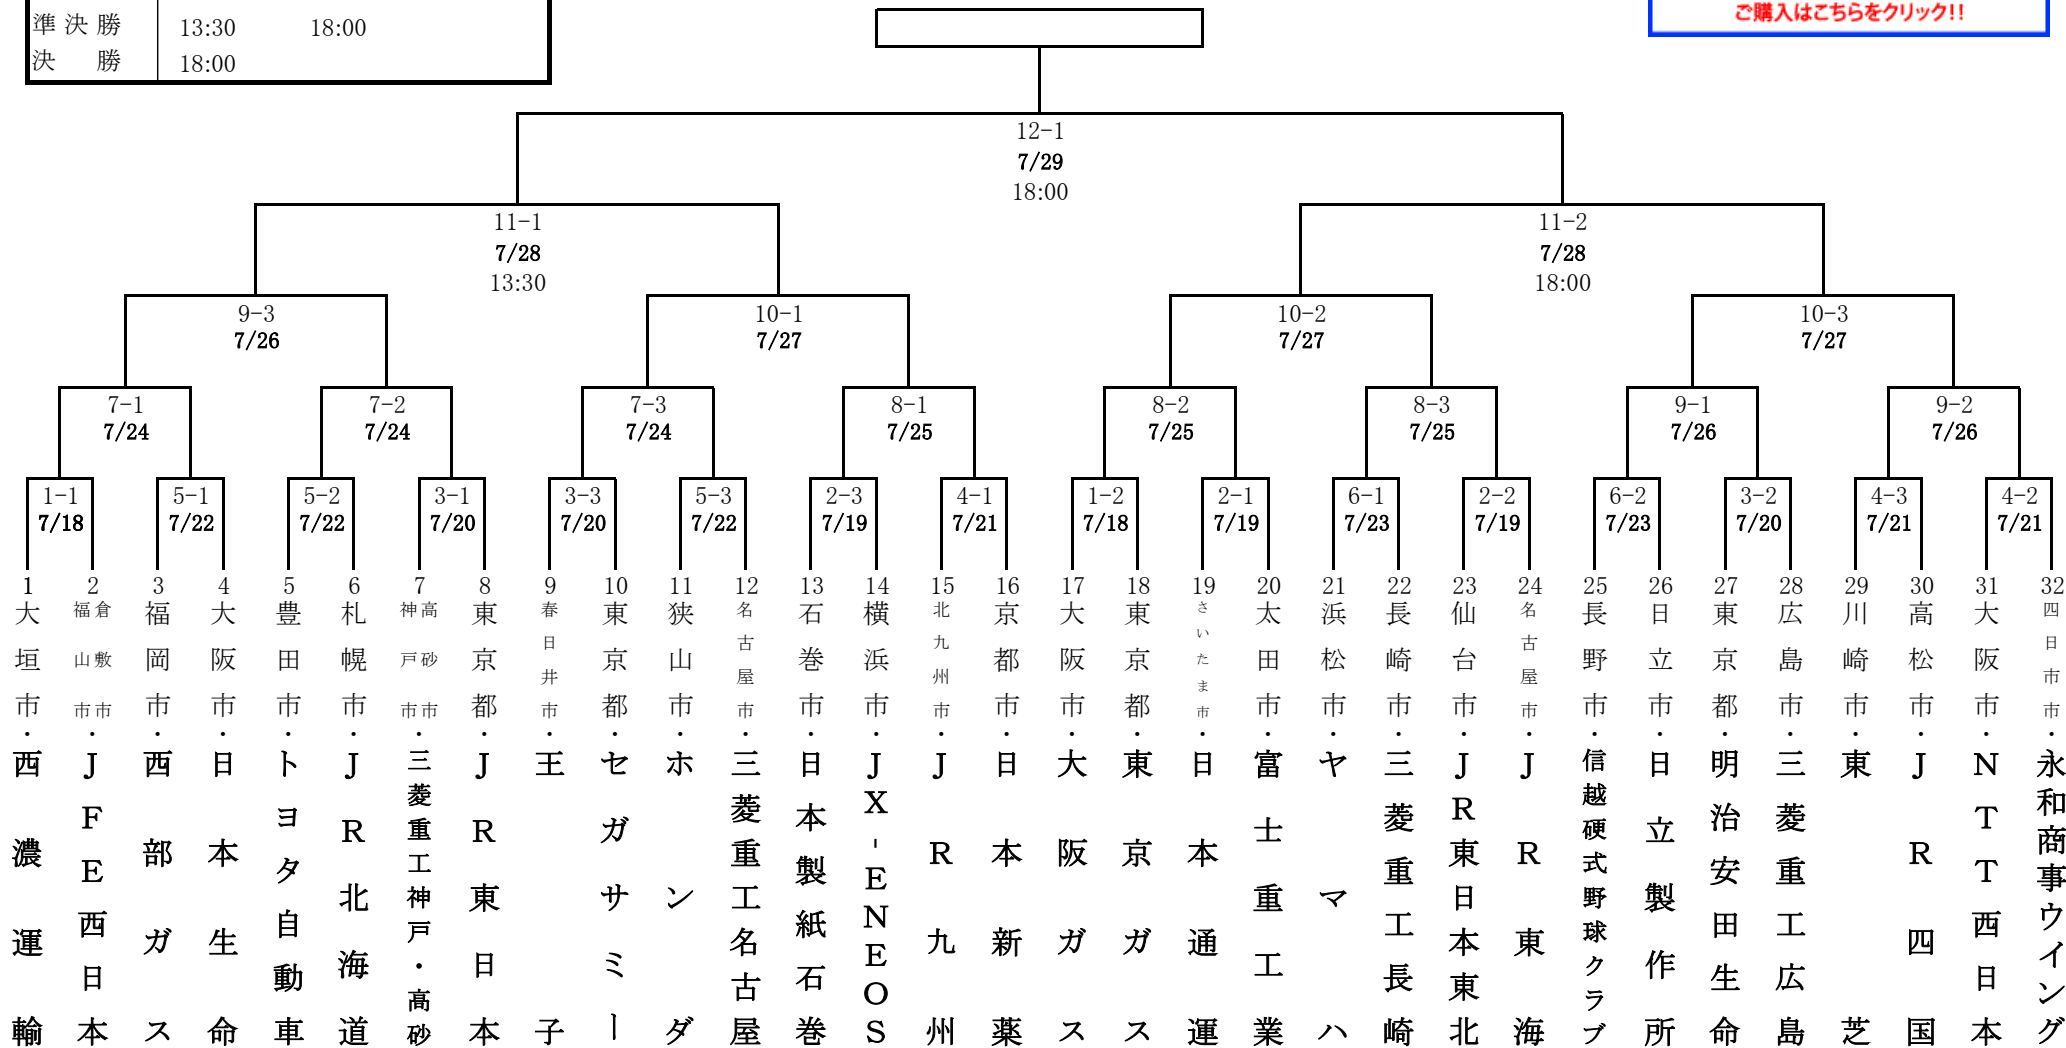 準決勝 13:30 18:00
決勝 18:00
ご購入はこちらをクリック!!
12-1
7/29
18:00
11-1
7/28
13:30
11-2
7/28
18:00
9-3
7/26
10-1
7/27
10-2
7/27
10-3
7/27
7-1
7/24
7-2
7/24
7-3
7/24
8-1
7/25
8-2
7/25
8-3
7/25
9-1
7/26
9-2
7/26
1-1
7/18
5-1
7/22
5-2
7/22
3-1
7/20
3-3
7/20
5-3
7/22
2-3
7/19
4-1
7/21
1-2
7/18
2-1
7/19
6-1
7/23
2-2
7/19
6-2
7/23
3-2
7/20
4-3
7/21
4-2
7/21
1 大垣市・西濃運輸
2 倉敷市福山市・JFE西日本
3 福岡市・西部ガス
4 大阪市・日本生命
5 豊田市・トヨタ自動車
6 札幌市・JR北海道
7 高砂市神戸市・三菱重工神戸・高砂
8 東京都・JR東日本
9 春日井市・王子
10 東京都・セガサミー
11 狭山市・ホンダ
12 名古屋市・三菱重工名古屋
13 石巻市・日本製紙石巻
14 横浜市・JX-ENEOS
15 北九州市・JR九州
16 京都市・日本新薬
17 大阪市・大阪ガス
18 東京都・東京ガス
19 さいたま市・日本通運
20 太田市・富士重工業
21 浜松市・ヤマハ
22 長崎市・三菱重工長崎
23 仙台市・JR東日本東北
24 名古屋市・JR東海
25 長野市・信越硬式野球クラブ
26 日立市・日立製作所
27 東京都・明治安田生命
28 広島市・三菱重工広島
29 川崎市・東芝
30 高松市・JR四国
31 大阪市・NTT西日本
32 四日市市・永和商事ウイング